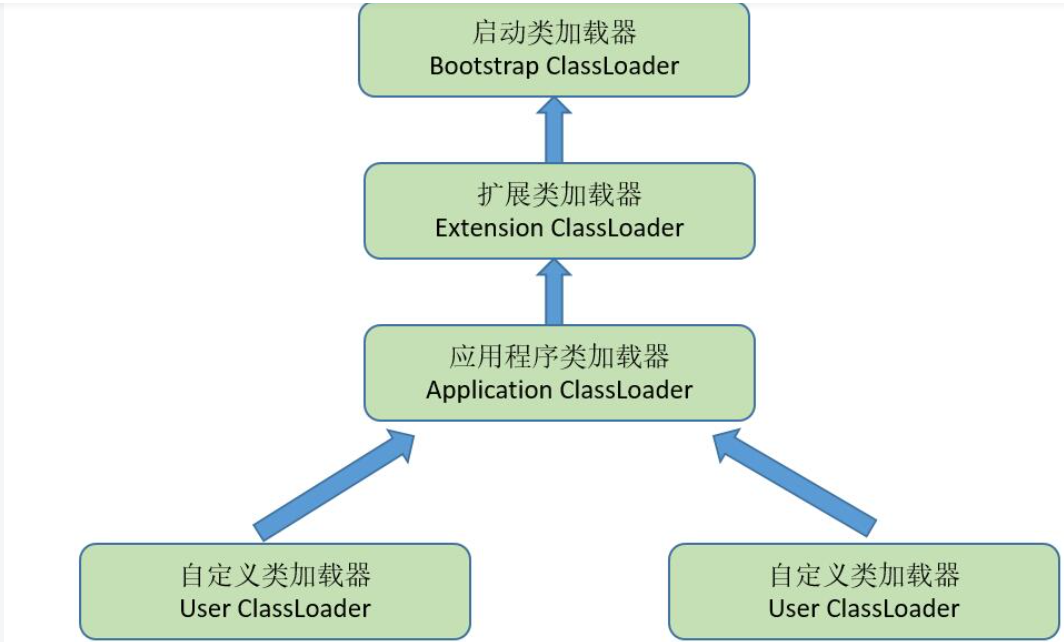 启动类加载器
Bootstrap ClassLoader
扩展类加载器
Extension ClassLoader
应用程序类加载器
Application ClassLoader
自定义类加载器
User ClassLoader
自定义类加载器
User ClassLoader